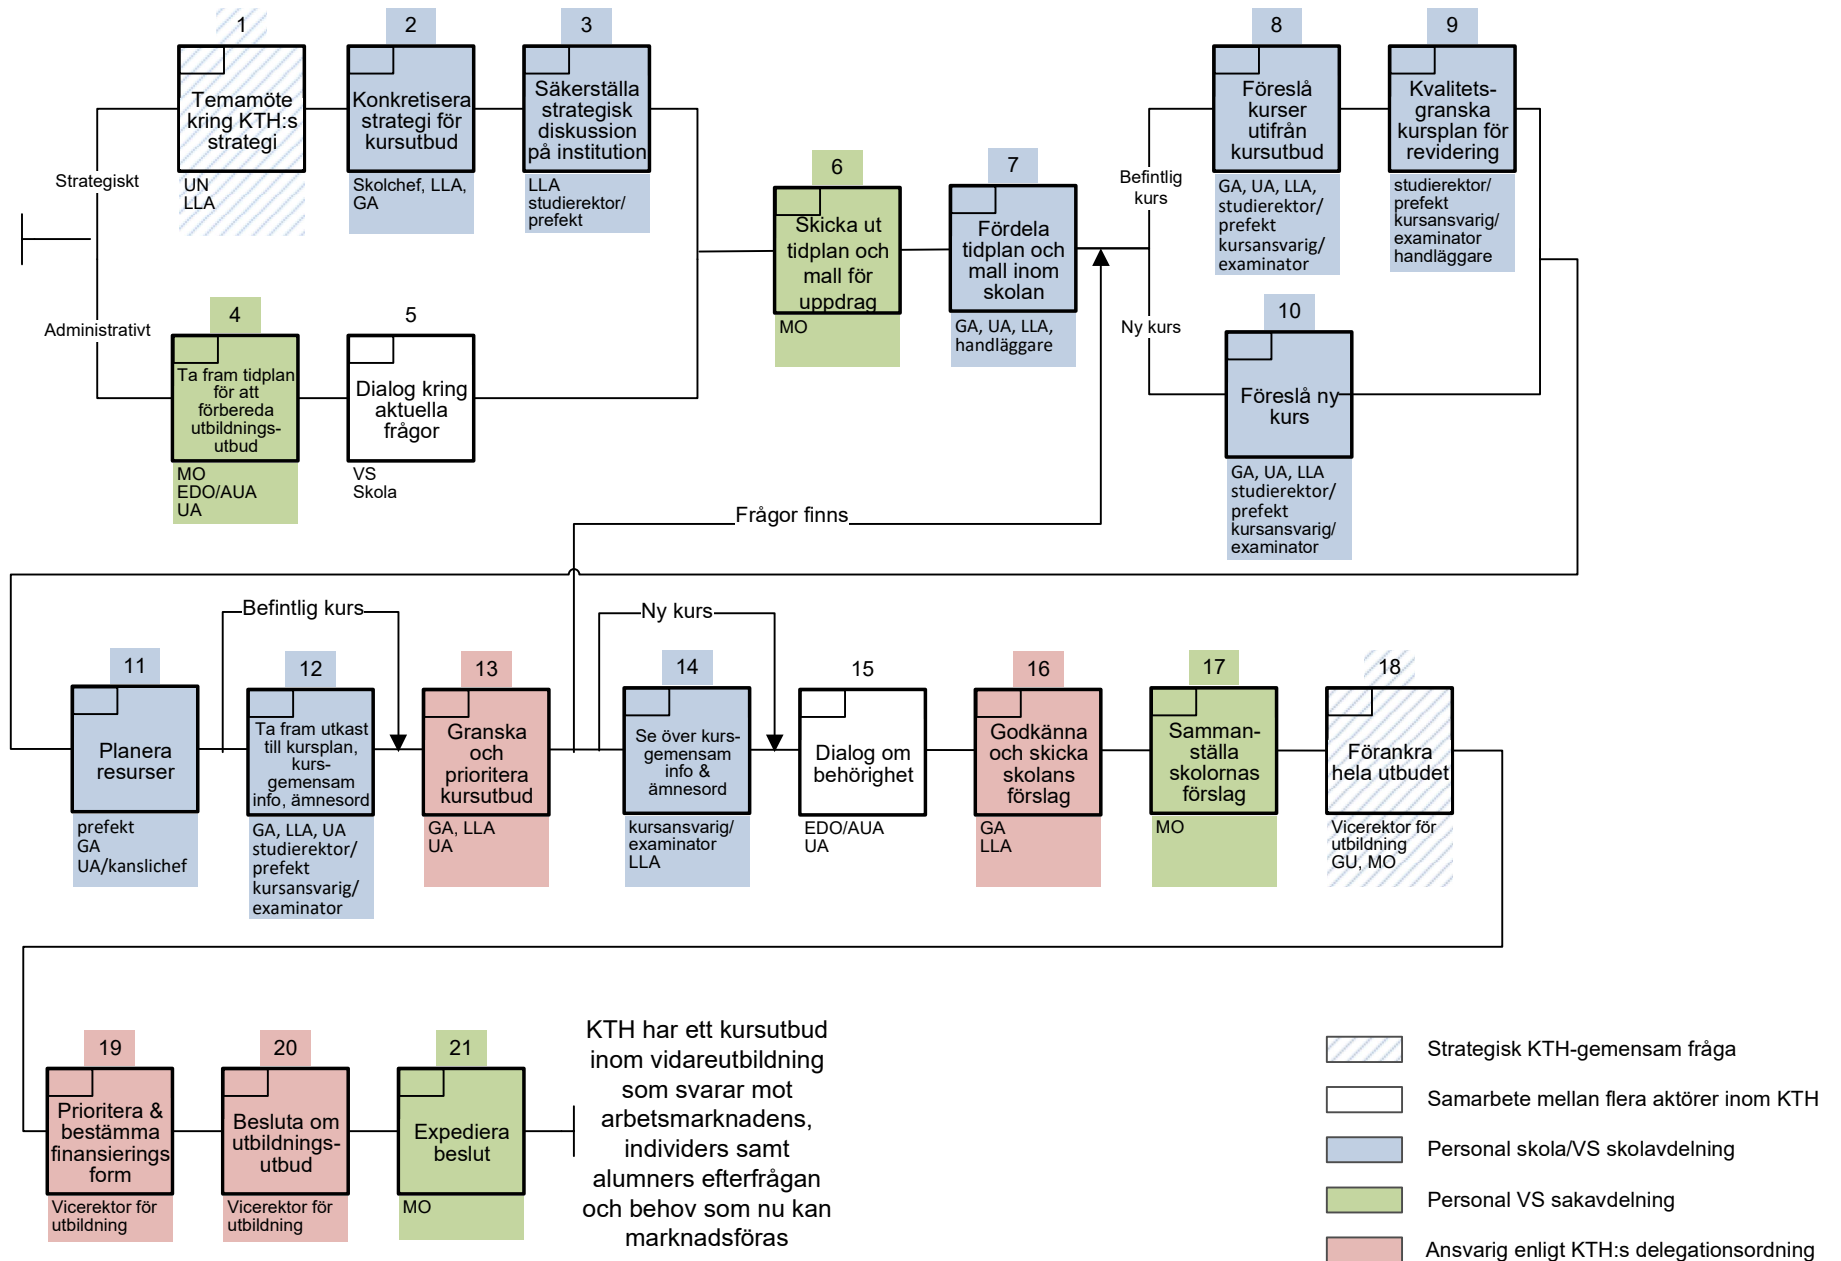 1
Temamöte
kring KTH:s
strategi
UN
LLA
2
Konkretisera
strategi för
kursutbud
Skolchef, LLA,
GA
3
Säkerställa
strategisk
diskussion
på institution
LLA
studierektor/
prefekt
Strategiskt
Administrativt
4
Ta fram tidplan
för att
förbereda
utbildnings-
utbud
MO
EDO/AUA
UA
5
Dialog kring
aktuella
frågor
VS
Skola
6
Skicka ut
tidplan och
mall för
uppdrag
MO
7
Fördela
tidplan och
mall inom
skolan
GA, UA, LLA,
handläggare
Befintlig
kurs
Ny kurs
8
Föreslå
kurser
utifrån
kursutbud
GA, UA, LLA,
studierektor/
prefekt
kursansvarig/
examinator
9
Kvalitets-
granska
kursplan för
revidering
studierektor/
prefekt
kursansvarig/
examinator
handläggare
10
Föreslå ny
kurs
GA, UA, LLA
studierektor/
prefekt
kursansvarig/
examinator
Frågor finns
Befintlig kurs
Ny kurs
11
Planera
resurser
prefekt
GA
UA/kanslichef
12
Ta fram utkast
till kursplan,
kurs-
gemensam
info, ämnesord
GA, LLA, UA
studierektor/
prefekt
kursansvarig/
examinator
13
Granska
och
prioritera
kursutbud
GA, LLA
UA
14
Se över kurs-
gemensam
info &
ämnesord
kursansvarig/
examinator
LLA
15
Dialog om
behörighet
EDO/AUA
UA
16
Godkänna
och skicka
skolans
förslag
GA
LLA
17
Samman-
ställa
skolornas
förslag
MO
18
Förankra
hela utbudet
Vicerektor för
utbildning
GU, MO
19
Prioritera &
bestämma
finansierings
form
Vicerektor för
utbildning
20
Besluta om
utbildnings-
utbud
Vicerektor för
utbildning
21
Expediera
beslut
MO
KTH har ett kursutbud
inom vidareutbildning
som svarar mot
arbetsmarknadens,
individers samt
alumners efterfrågan
och behov som nu kan
marknadsföras
Strategisk KTH-gemensam fråga
Samarbete mellan flera aktörer inom KTH
Personal skola/VS skolavdelning
Personal VS sakavdelning
Ansvarig enligt KTH:s delegationsordning